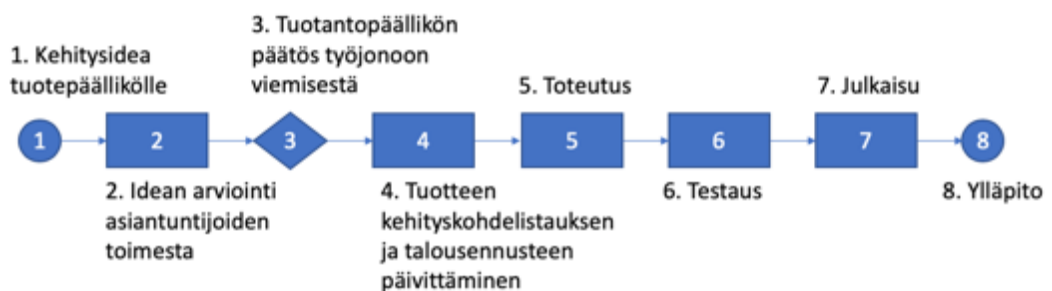 1. Kehitysidea
tuotepäällikölle
3. Tuotantopäällikön
päätös työjonoon
viemisestä
5. Toteutus
7. Julkaisu
1
2
3
4
5
6
7
8
2. Idean arviointi
asiantuntijoiden
toimesta
4. Tuotteen
kehityskohdelistauksen
ja talousennusteen
päivittäminen
6. Testaus
8. Ylläpito